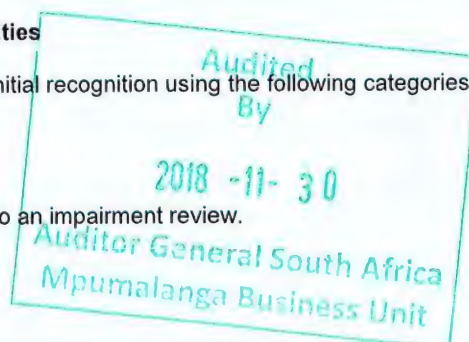 ties
Audited
nitial recognition using the following categories
By
2018 -11- 30
o an impairment review.
Auditor General South Africa
Mpumalanga Business Unit